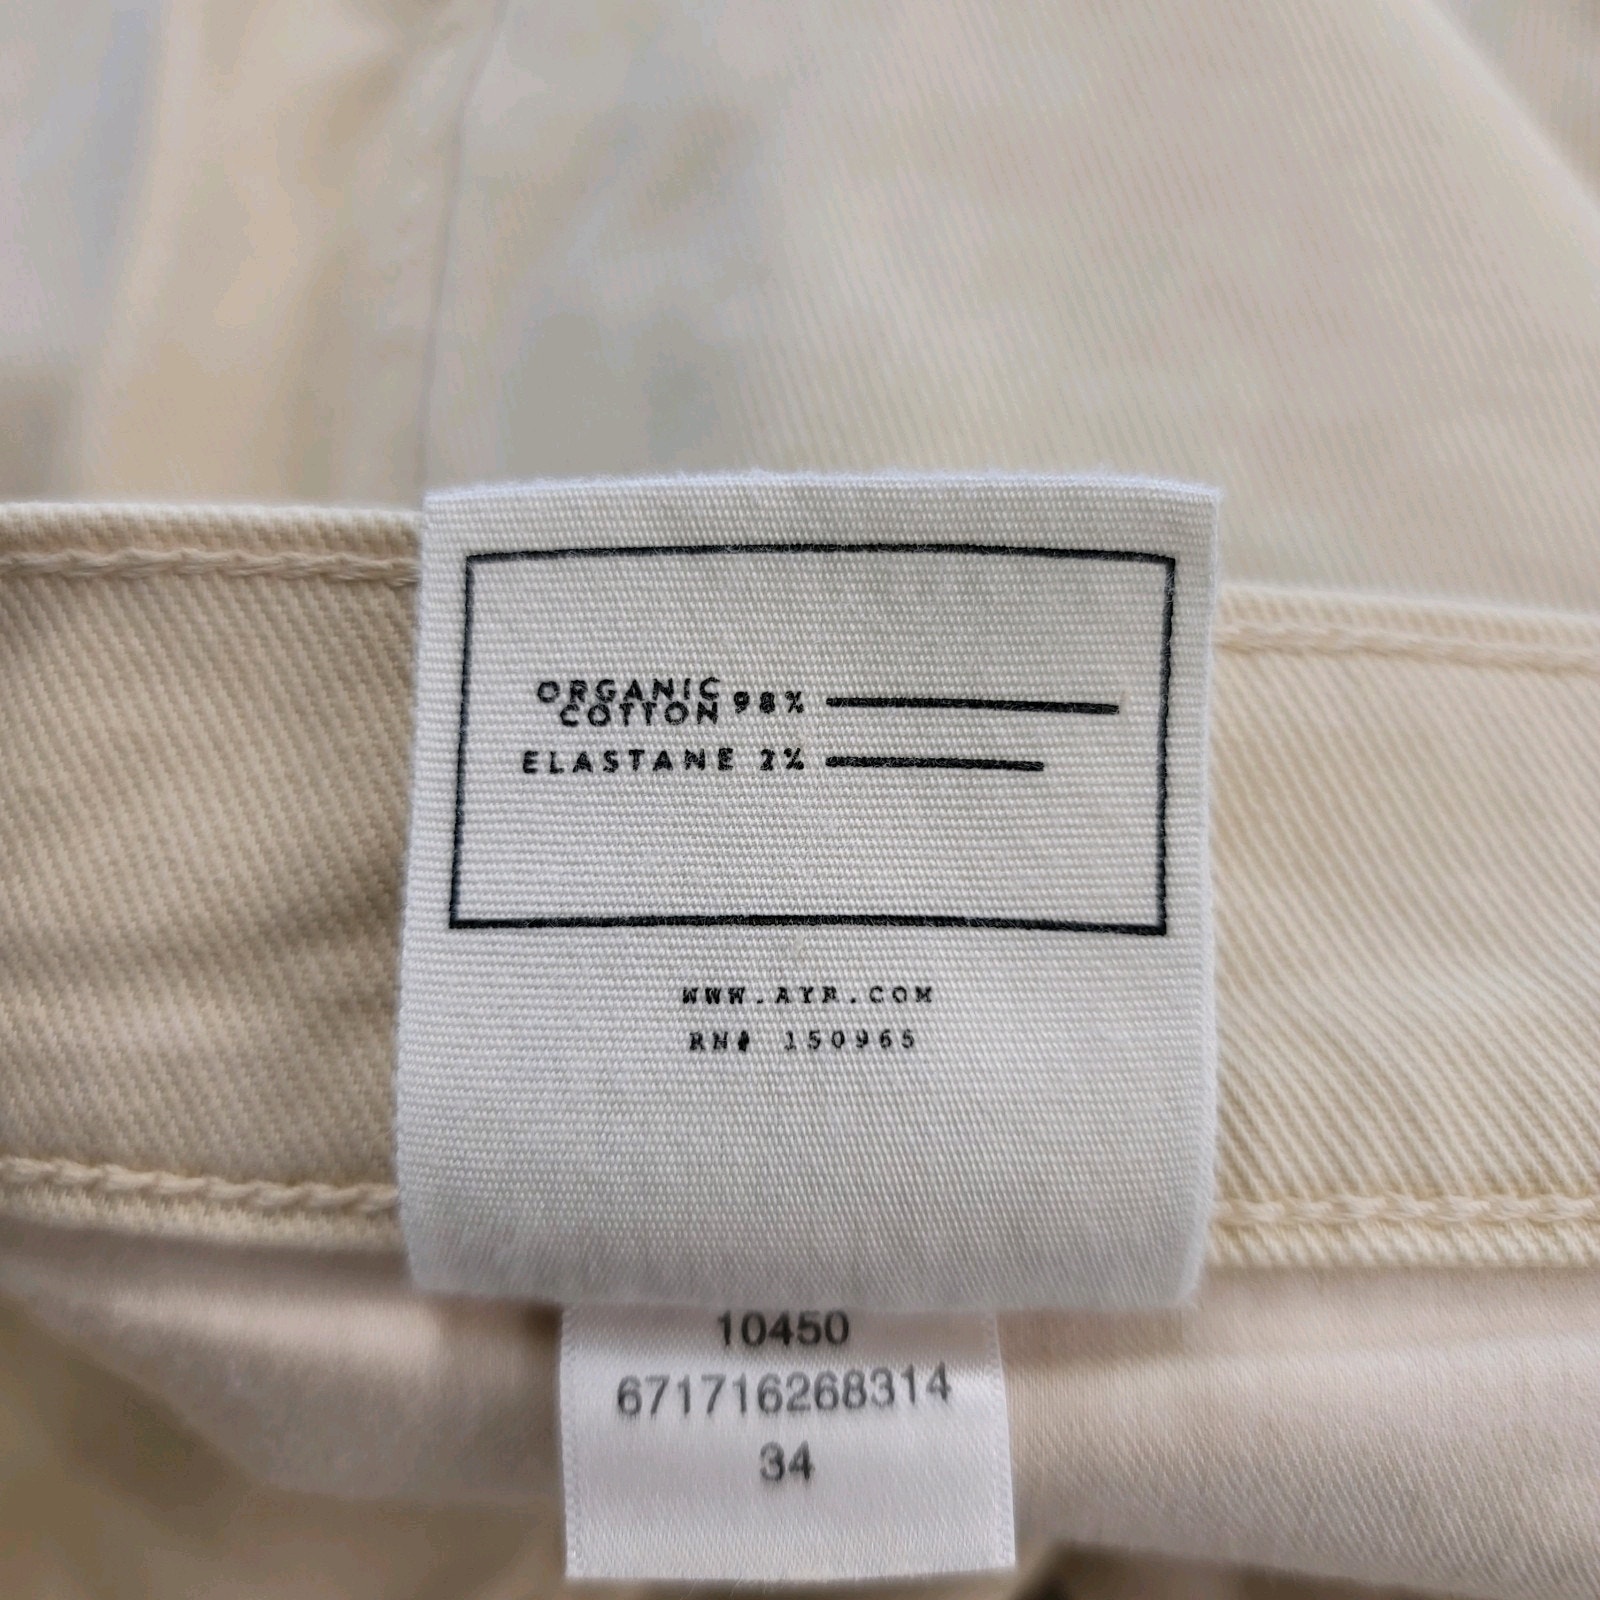 ORGANIC
COTTON 98%
ELASTANE 2%
WWW.AYR.COM
RN# 150965
10450
671716268314
34